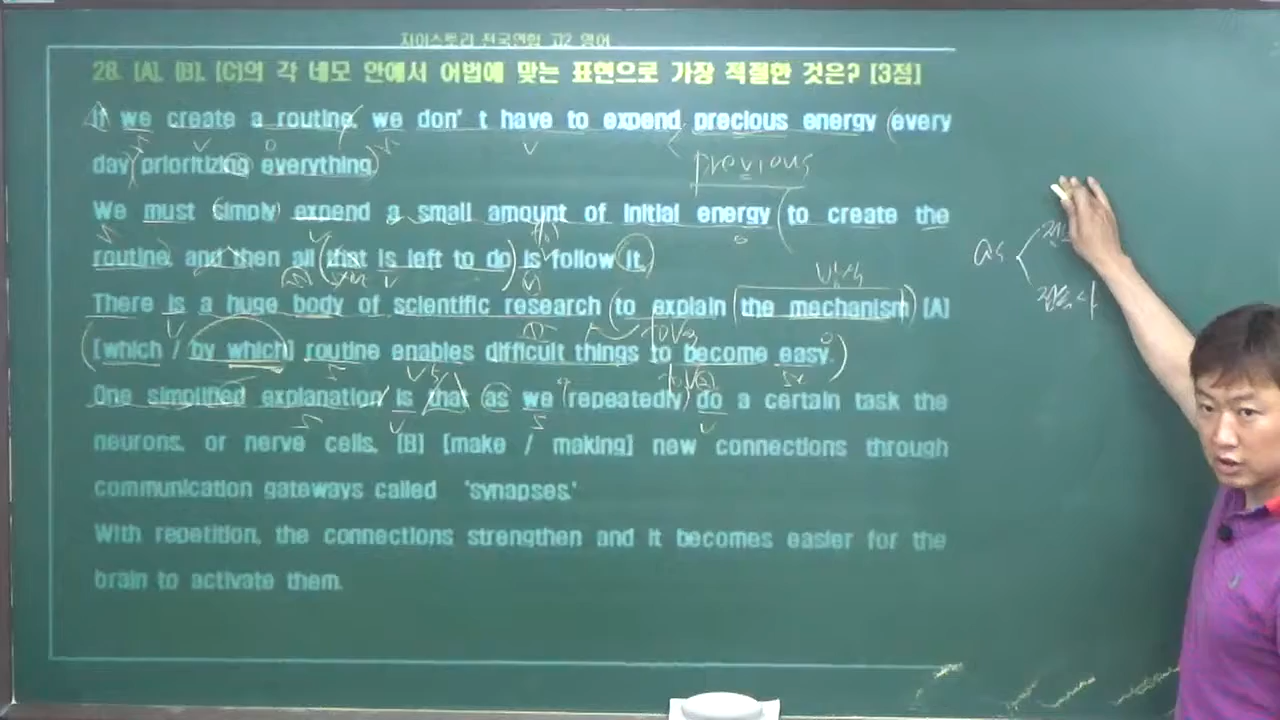 자이스토리 전국연합 고2 영어
28. [A], [B], [C]의 각 네모 안에서 어법에 맞는 표현으로 가장 적절한 것은? [3점]
If we create a routine, we don't have to expend precious energy every
day prioritizing everything.
previous
We must simply expend a small amount of initial energy to create the
routine, and then all that is left to do is follow it.
There is a huge body of scientific research to explain the mechanism [A]
[which / by which] routine enables difficult things to become easy.
One simplified explanation is that as we repeatedly do a certain task the
neurons, or nerve cells, [B] [make / making] new connections through
communication gateways called 'synapses.'
With repetition, the connections strengthen and it becomes easier for the
brain to activate them.
as